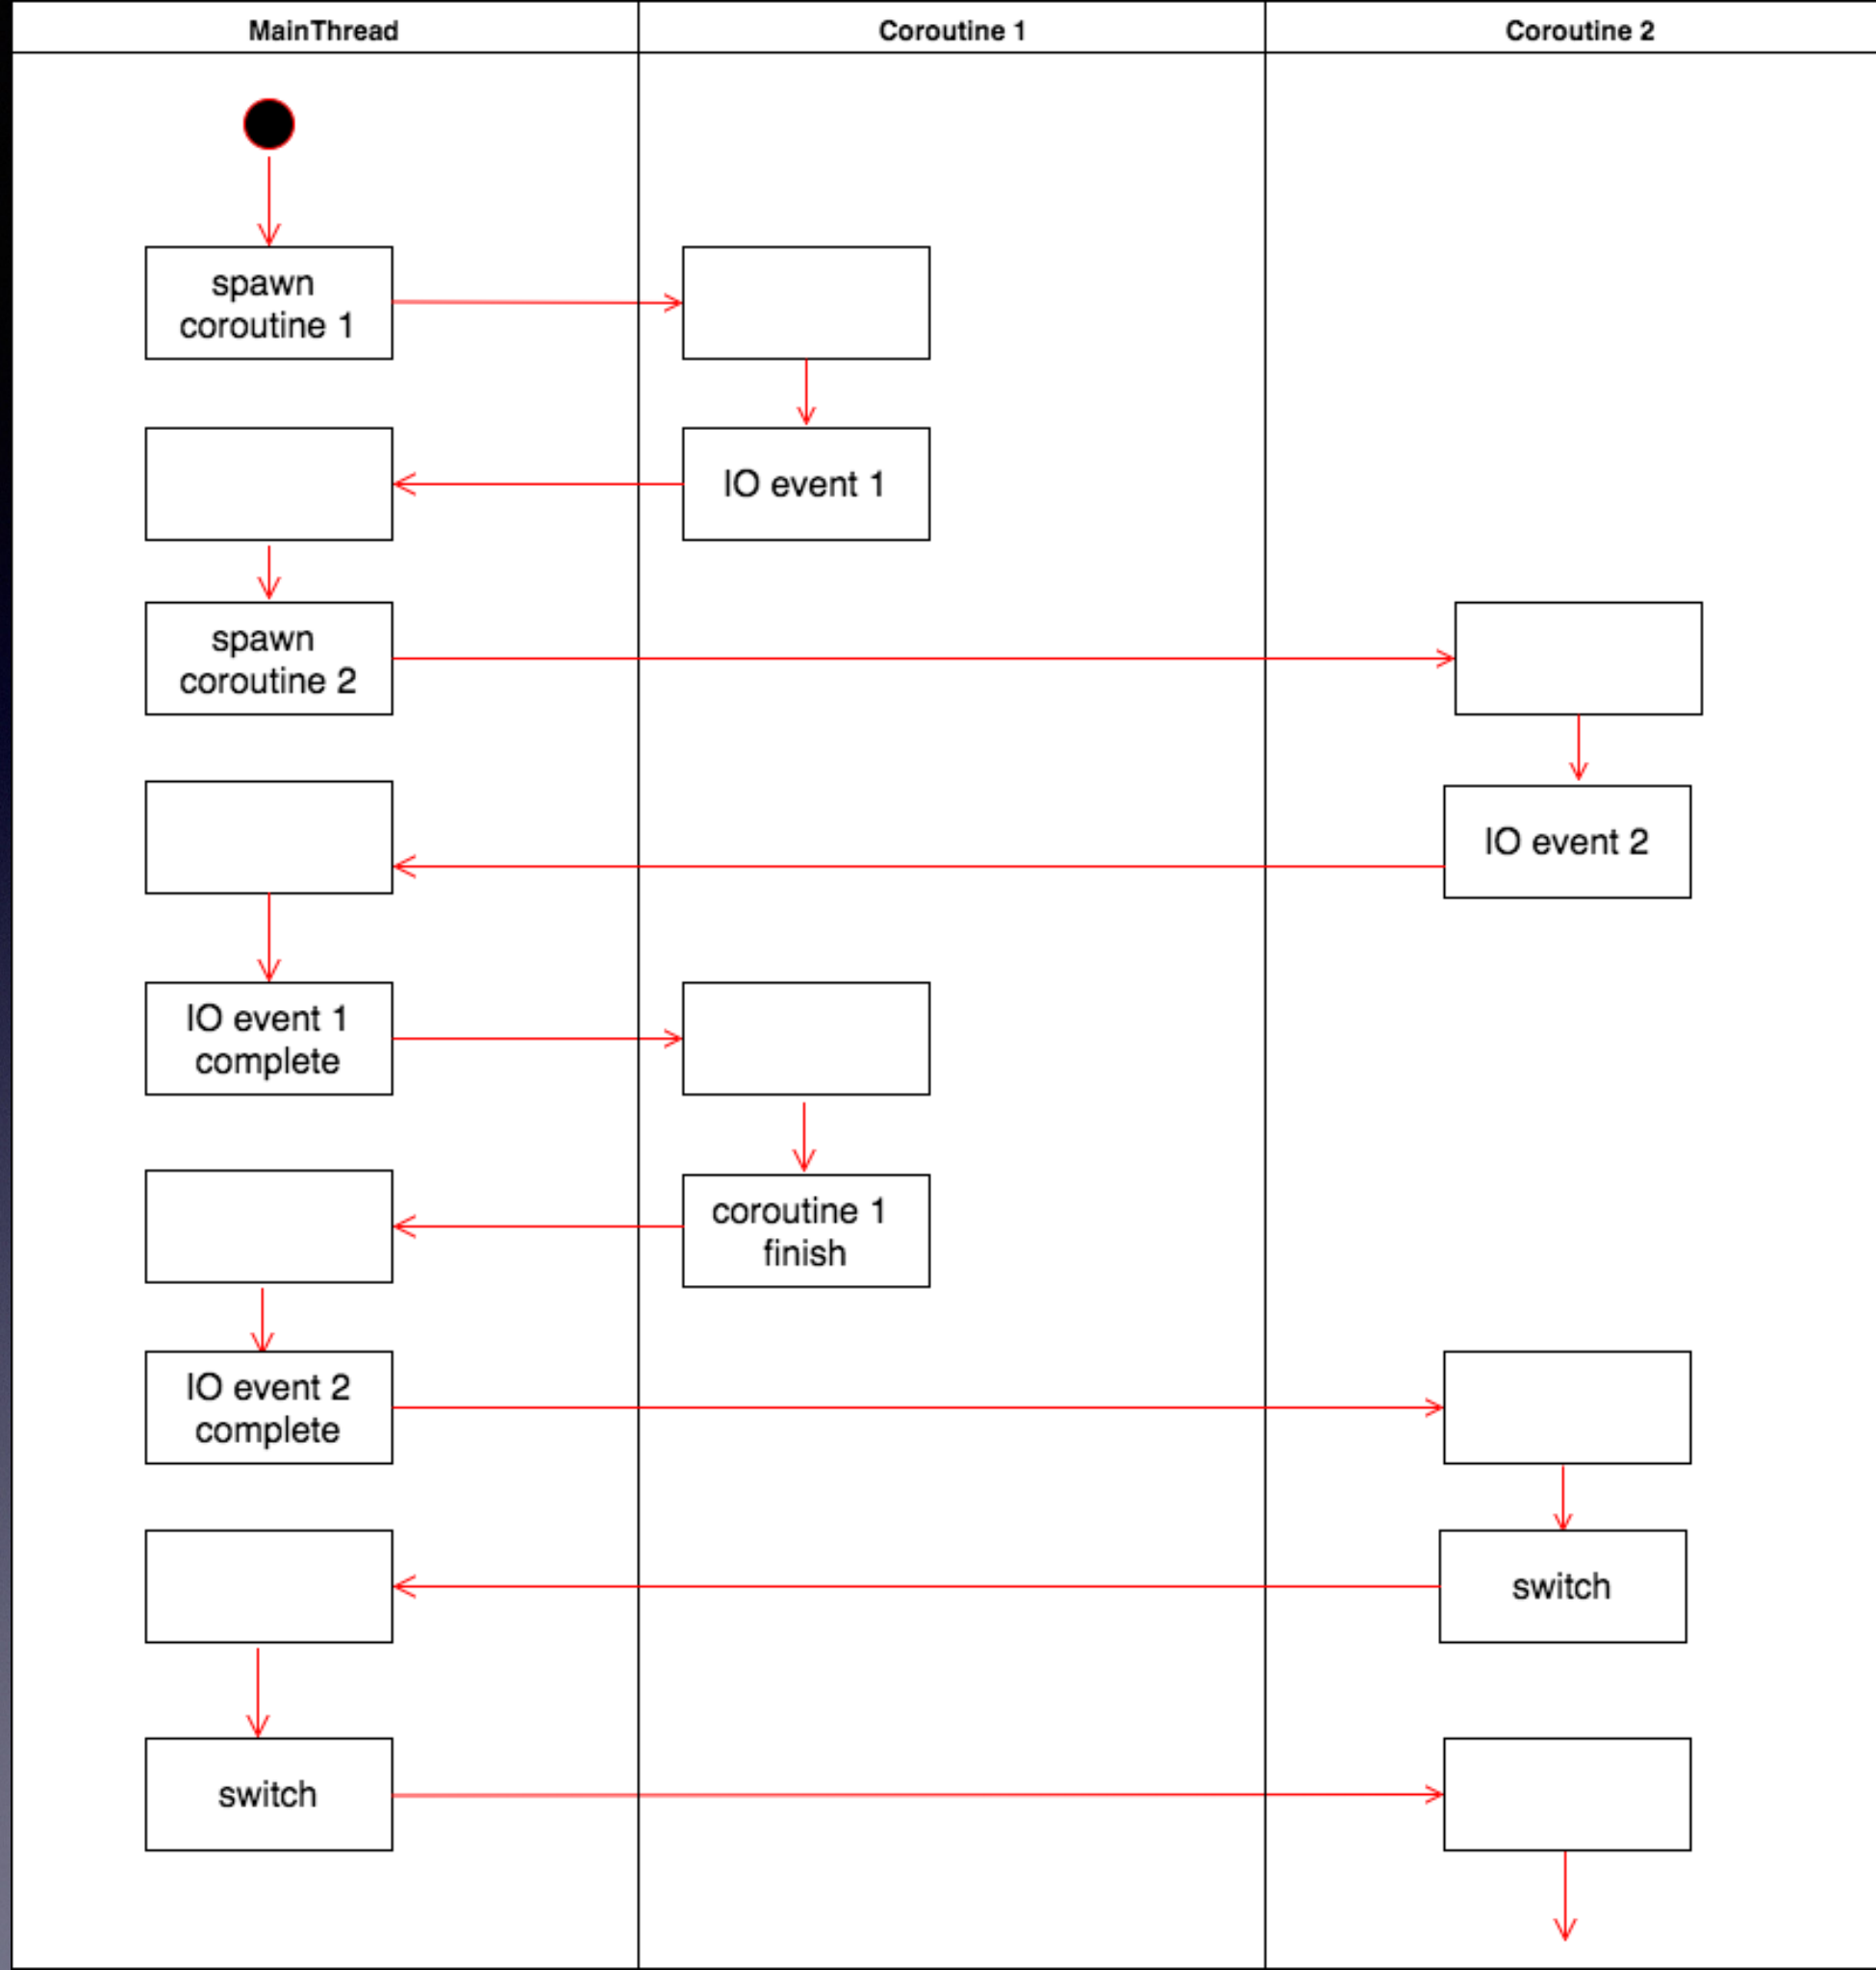 MainThread
Coroutine 1
Coroutine 2
spawn
coroutine 1
IO event 1
spawn
coroutine 2
IO event 2
IO event 1
complete
coroutine 1
finish
IO event 2
complete
switch
switch